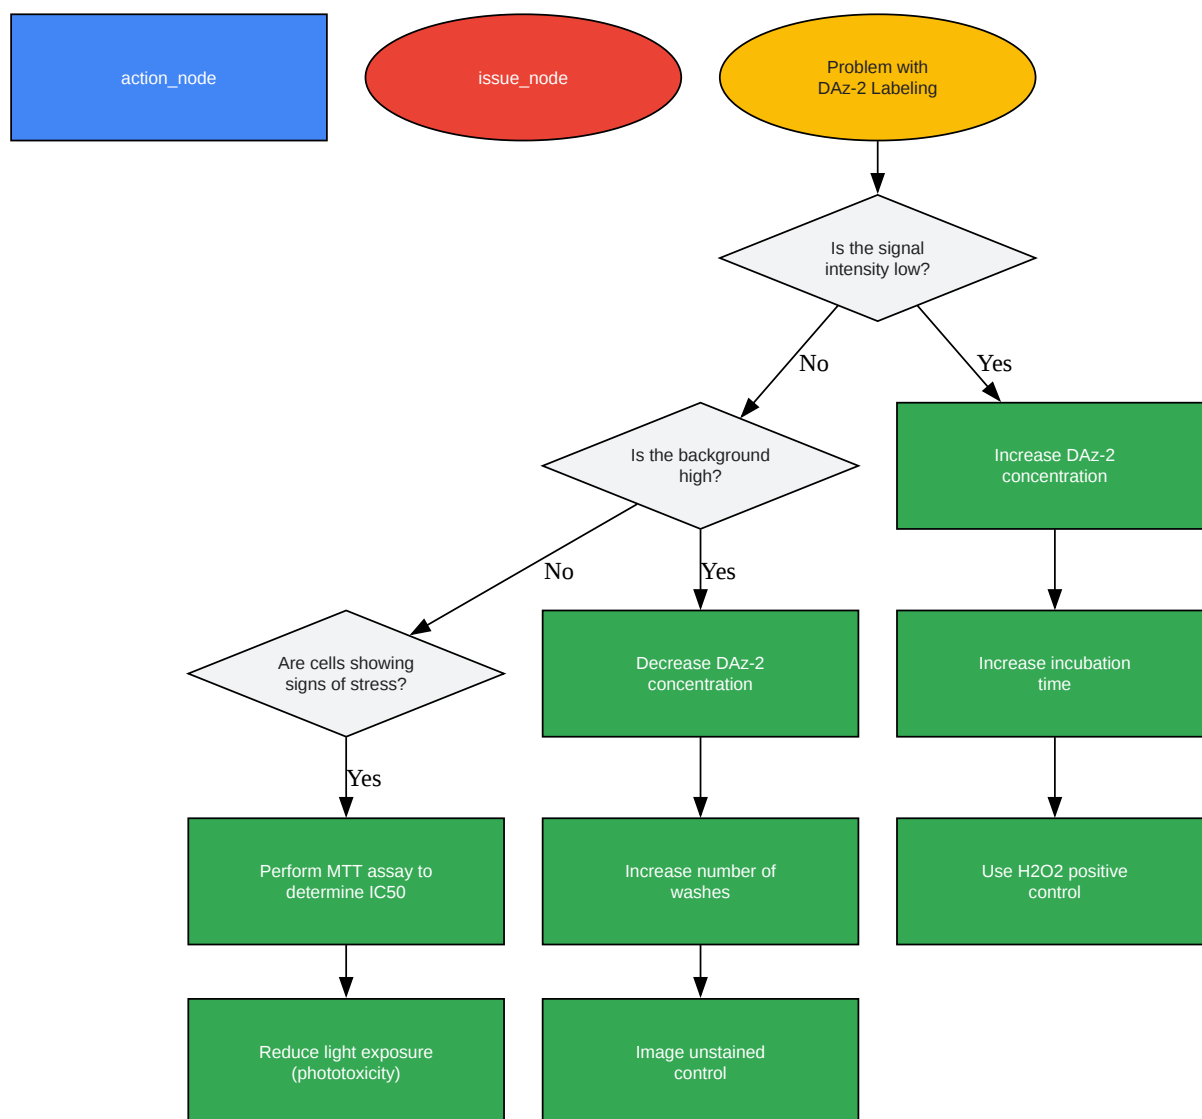 action_node
issue_node
Problem with
DAz-2 Labeling
Is the signal
intensity low?
No
Yes
Is the background
high?
Increase DAz-2
concentration
No
Yes
Are cells showing
signs of stress?
Decrease DAz-2
concentration
Increase incubation
time
Yes
Perform MTT assay to
determine IC50
Increase number of
washes
Use H2O2 positive
control
Reduce light exposure
(phototoxicity)
Image unstained
control